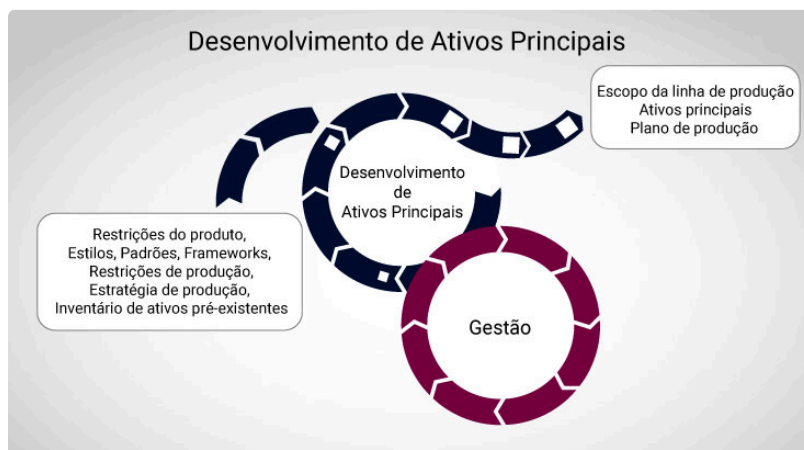 Desenvolvimento de Ativos Principais
Escopo da linha de produção
Ativos principais
Plano de produção
Desenvolvimento
de
Ativos Principais
Restrições do produto,
Estilos, Padrões, Frameworks,
Restrições de produção,
Estratégia de produção,
Inventário de ativos pré-existentes
Gestão